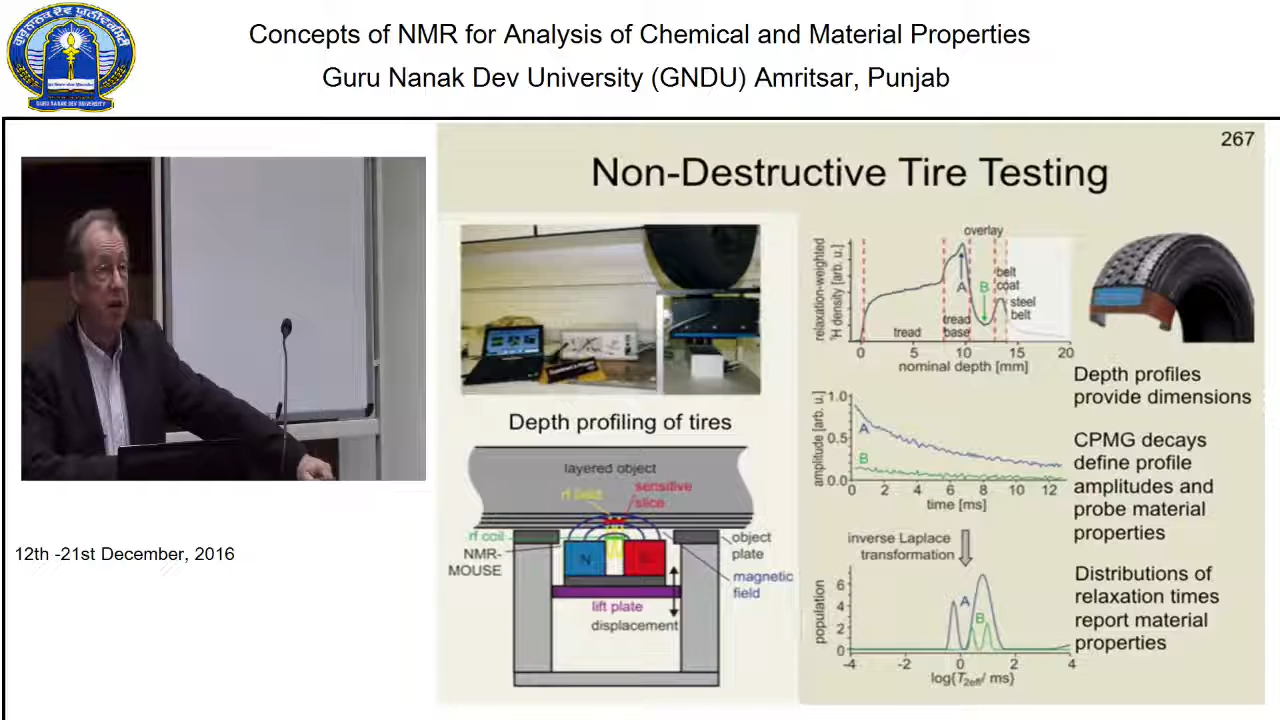 Concepts of NMR for Analysis of Chemical and Material Properties
Guru Nanak Dev University (GNDU) Amritsar, Punjab
267
Non-Destructive Tire Testing
Depth profiling of tires
layered object
rf field
sensitive
slice
rf coil
NMR-
MOUSE
N
object
plate
magnetic
field
lift plate
displacement
relaxation-weighted
¹H density [arb. u.]
overlay
A
B
belt
coat
steel
belt
tread
tread
base
0 5 10 15 20
nominal depth [mm]
Depth profiles
provide dimensions
amplitude [arb. u.]
1.0
0.5
0.0
A
B
0 2 4 6 8 10 12
time [ms]
CPMG decays
define profile
amplitudes and
probe material
properties
inverse Laplace
transformation
population
6
4
2
0
A
B
-4 -2 0 2 4
log{T2eff/ ms}
Distributions of
relaxation times
report material
properties
12th -21st December, 2016